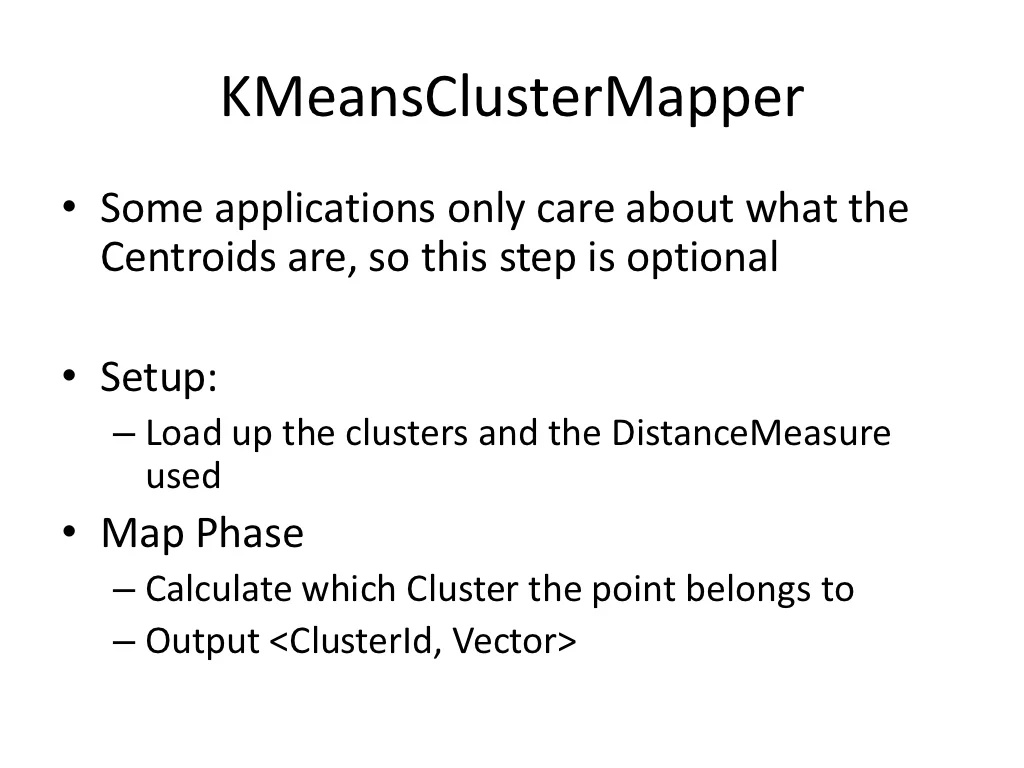 KMeansClusterMapper
• Some applications only care about what the
Centroids are, so this step is optional
• Setup:
– Load up the clusters and the DistanceMeasure
used
• Map Phase
– Calculate which Cluster the point belongs to
– Output <ClusterId, Vector>